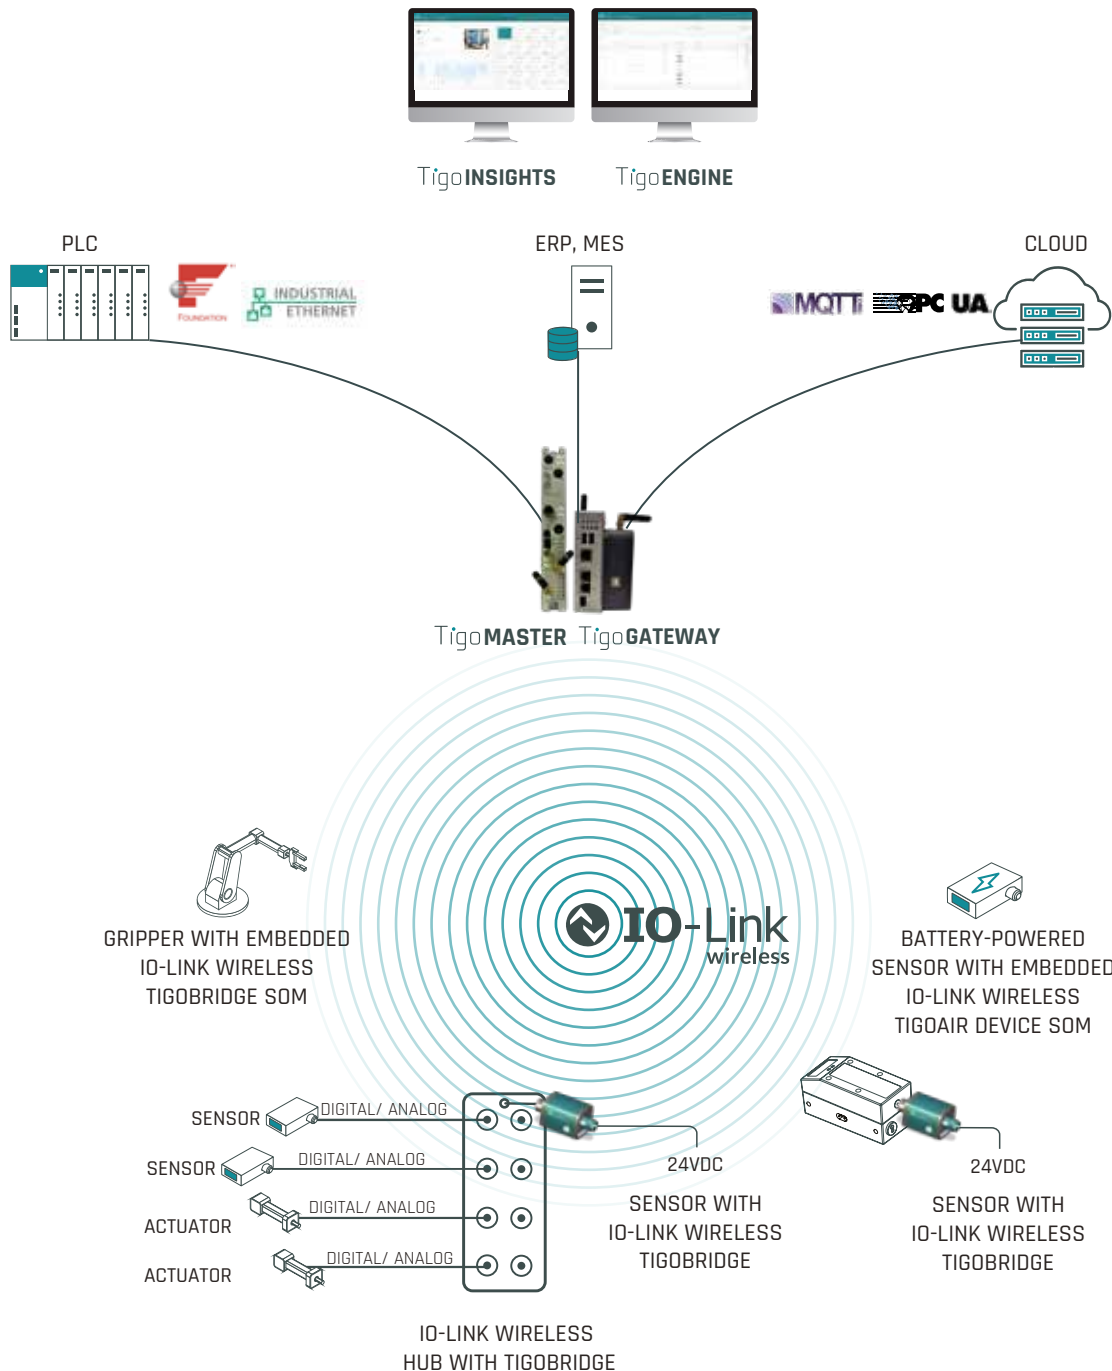 TigoINSIGHTS
TigoENGINE
PLC
ERP, MES
CLOUD
FOUNDATION
INDUSTRIAL
ETHERNET
MQTT
OPC UA
TigoMASTER
TigoGATEWAY
IO-Link
wireless
GRIPPER WITH EMBEDDED
IO-LINK WIRELESS
TIGOBRIDGE SOM
BATTERY-POWERED
SENSOR WITH EMBEDDED
IO-LINK WIRELESS
TIGOAIR DEVICE SOM
SENSOR
DIGITAL/ ANALOG
SENSOR
DIGITAL/ ANALOG
ACTUATOR
DIGITAL/ ANALOG
ACTUATOR
DIGITAL/ ANALOG
24VDC
SENSOR WITH
IO-LINK WIRELESS
TIGOBRIDGE
24VDC
SENSOR WITH
IO-LINK WIRELESS
TIGOBRIDGE
IO-LINK WIRELESS
HUB WITH TIGOBRIDGE